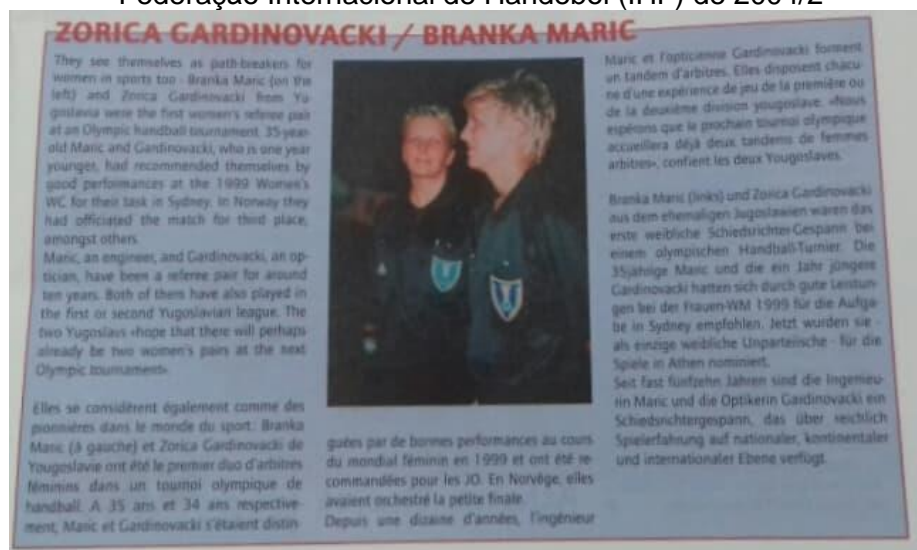 Federação Internacional de Handebol (IHF) de 2004/2
ZORICA GARDINOVACKI / BRANKA MARIC
They see themselves as path-breakers for
women in sports too - Branka Maric (on the
left) and Zorica Gardinovacki from Yu-
goslavia were the first women's referee pair
at an Olympic handball tournament. 35-year-
old Maric and Gardinovacki, who is one year
younger, had recommended themselves by
good performances at the 1999 Women's
WC for their task in Sydney. In Norway they
had officiated the match for third place,
amongst others.
Maric, an engineer, and Gardinovacki, an op-
tician, have been a referee pair for around
ten years. Both of them have also played in
the first or second Yugoslavian league. The
two Yugoslavs «hope that there will perhaps
already be two women's pairs at the next
Olympic tournament».
Elles se considèrent également comme des
pionnières dans le monde du sport: Branka
Maric (à gauche) et Zorica Gardinovacki de
Yougoslavie ont été le premier duo d'arbitres
féminins dans un tournoi olympique de
handball. A 35 ans et 34 ans respective-
ment, Maric et Gardinovacki s'étaient distin-
guées par de bonnes performances au cours
du mondial féminin en 1999 et ont été re-
commandées pour les JO. En Norvège, elles
avaient orchestré la petite finale.
Depuis une dizaine d'années, l'ingénieur
Maric et l'opticienne Gardinovacki forment
un tandem d'arbitres. Elles disposent chacu-
ne d'une expérience de jeu de la première ou
de la deuxième division yougoslave. «Nous
espérons que le prochain tournoi olympique
accueillera déjà deux tandems de femmes
arbitres», confient les deux Yougoslaves.
Branka Maric (links) und Zorica Gardinovacki
aus dem ehemaligen Jugoslawien waren das
erste weibliche Schiedsrichter-Gespann bei
einem olympischen Handball-Turnier. Die
35jährige Maric und die ein Jahr jüngere
Gardinovacki hatten sich durch gute Leistun-
gen bei der Frauen-WM 1999 für die Aufga-
be in Sydney empfohlen. Jetzt wurden sie -
als einzige weibliche Unparteiische - für die
Spiele in Athen nominiert.
Seit fast fünfzehn Jahren sind die Ingenieu-
rin Maric und die Optikerin Gardinovacki ein
Schiedsrichtergespann, das über reichlich
Spielerfahrung auf nationaler, kontinentaler
und internationaler Ebene verfügt.